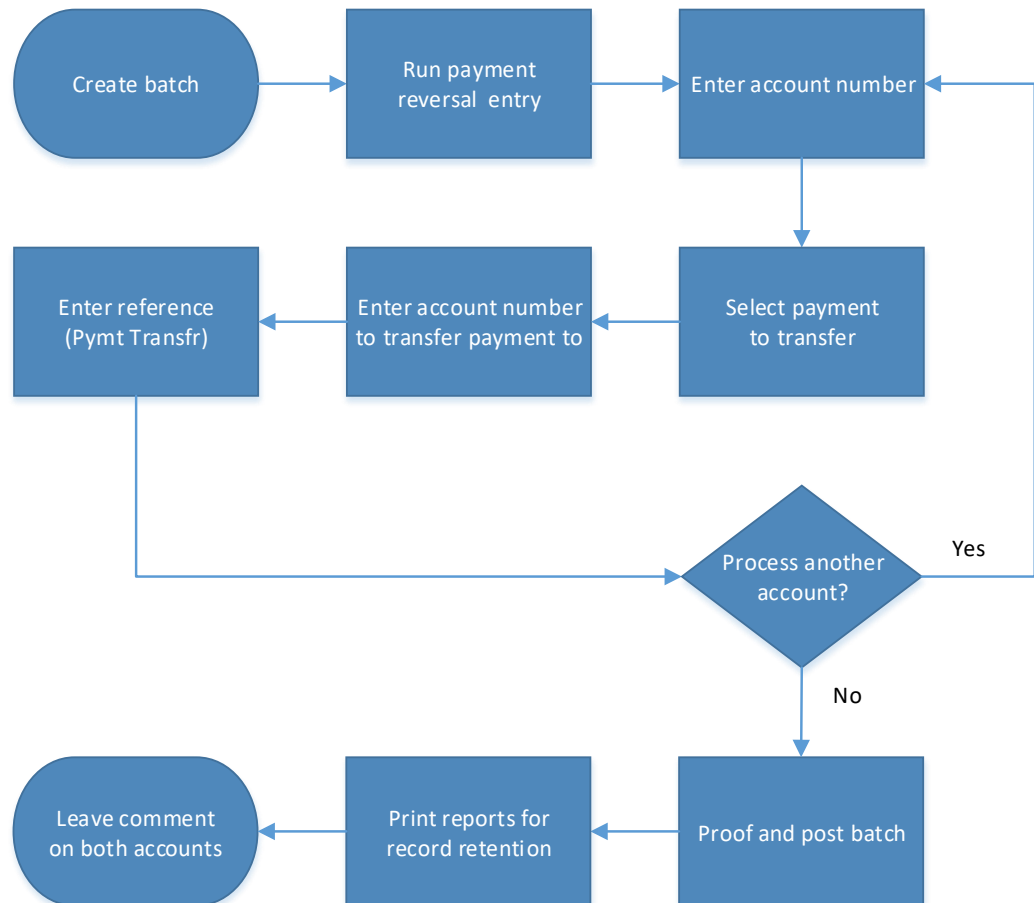 Create batch
Run payment
reversal entry
Enter account number
Enter reference
(Pymt Transfr)
Enter account number
to transfer payment to
Select payment
to transfer
Process another
account?
Yes
No
Leave comment
on both accounts
Print reports for
record retention
Proof and post batch